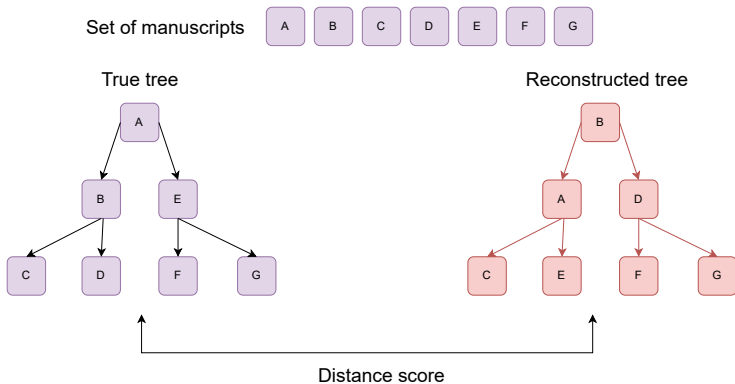 Set of manuscripts A B C D E F G
True tree Reconstructed tree
A B
B E A D
C D F G C E F G
Distance score